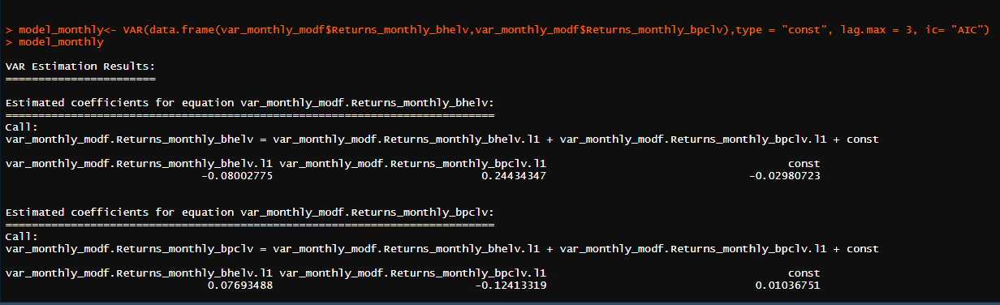 > model_monthly<- VAR(data.frame(var_monthly_modf$Returns_monthly_bhelv,var_monthly_modf$Returns_monthly_bpclv),type = "const", lag.max = 3, ic= "AIC")
> model_monthly
VAR Estimation Results:
=======================
Estimated coefficients for equation var_monthly_modf.Returns_monthly_bhelv:
===========================================================================
Call:
var_monthly_modf.Returns_monthly_bhelv = var_monthly_modf.Returns_monthly_bhelv.l1 + var_monthly_modf.Returns_monthly_bpclv.l1 + const
var_monthly_modf.Returns_monthly_bhelv.l1 var_monthly_modf.Returns_monthly_bpclv.l1 const
-0.08002775 0.24434347 -0.02980723
Estimated coefficients for equation var_monthly_modf.Returns_monthly_bpclv:
===========================================================================
Call:
var_monthly_modf.Returns_monthly_bpclv = var_monthly_modf.Returns_monthly_bhelv.l1 + var_monthly_modf.Returns_monthly_bpclv.l1 + const
var_monthly_modf.Returns_monthly_bhelv.l1 var_monthly_modf.Returns_monthly_bpclv.l1 const
0.07693488 -0.12413319 0.01036751